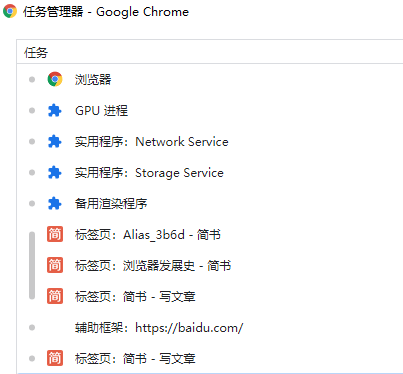 任务管理器 - Google Chrome
任务
浏览器
GPU 进程
实用程序：Network Service
实用程序：Storage Service
备用渲染程序
简 标签页：Alias_3b6d - 简书
简 标签页：浏览器发展史 - 简书
简 标签页：简书 - 写文章
辅助框架：https://baidu.com/
简 标签页：简书 - 写文章